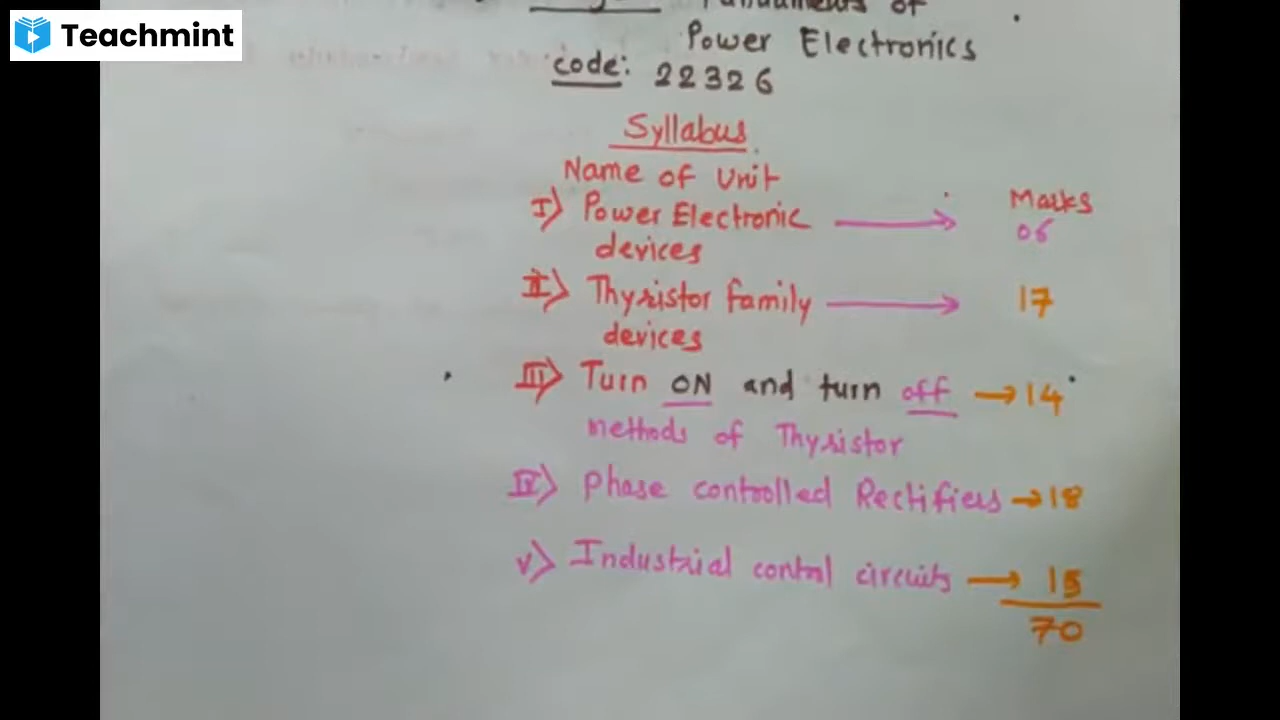 Teachmint
of
Power Electronics
code: 22326
Syllabus
Name of Unit
Marks
I) Power Electronic → 06
devices
II) Thyristor family → 17
devices
III) Turn ON and turn off → 14
methods of Thyristor
IV) Phase controlled Rectifiers → 18
V) Industrial control circuits → 15
70